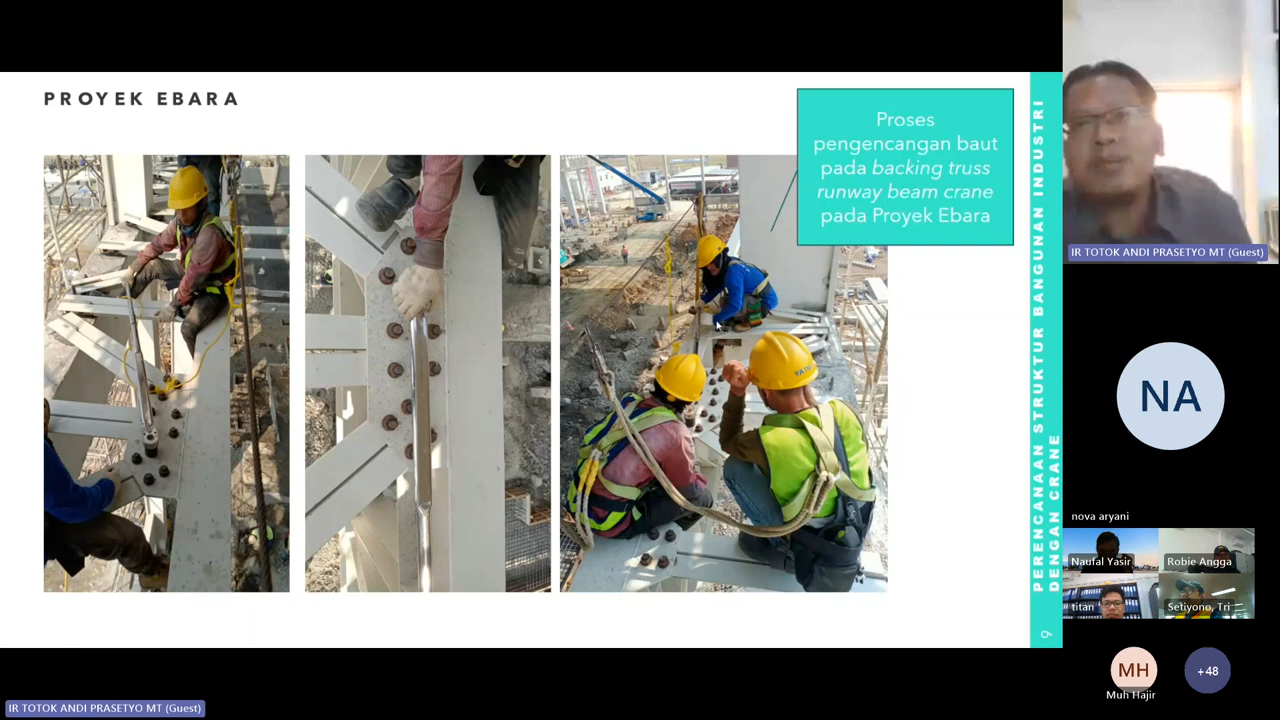 PROYEK EBARA
Proses
pengencangan baut
pada backing truss
runway beam crane
pada Proyek Ebara
PERENCANAAN STRUKTUR BANGUNAN INDUSTRI
DENGAN CRANE
9
IR TOTOK ANDI PRASETYO MT (Guest)
NA
nova aryani
Naufal Yasir
Robie Angga
titan
Setiyono, Tri
MH
Muh Hajir
+48
IR TOTOK ANDI PRASETYO MT (Guest)